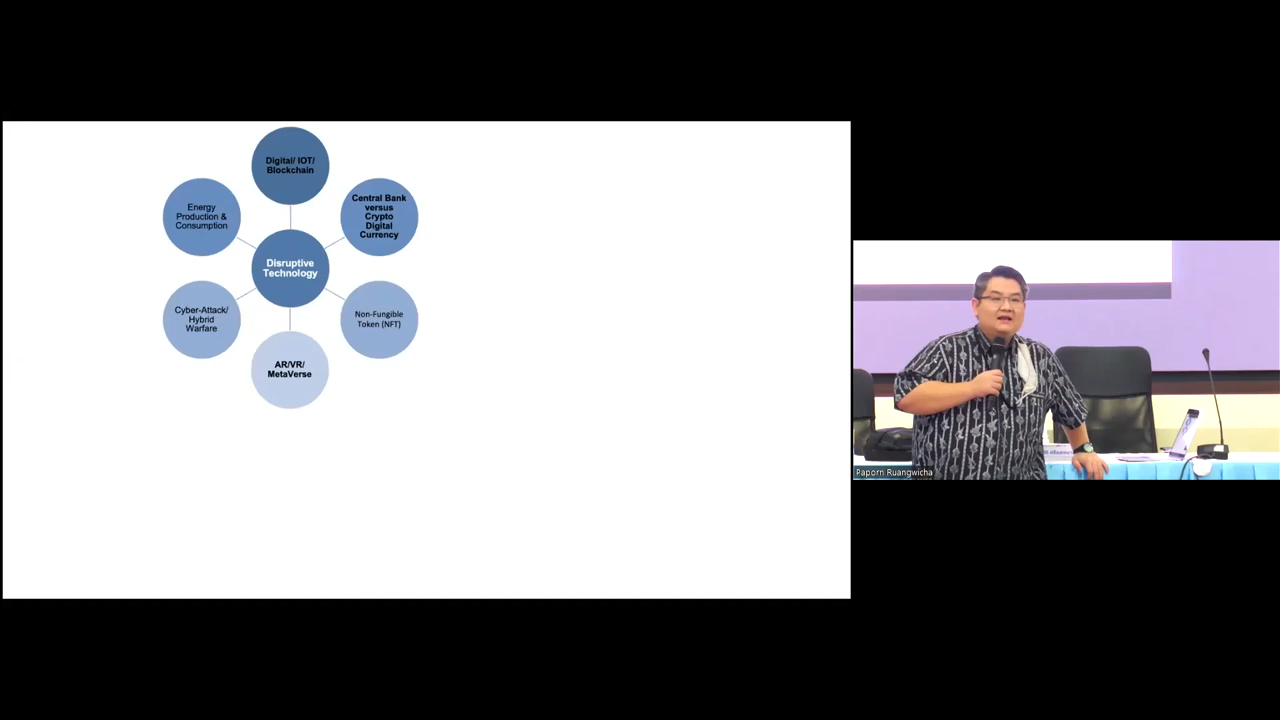 Digital/ IOT/
Blockchain
Energy
Production &
Consumption
Central Bank
versus
Crypto
Digital
Currency
Disruptive
Technology
Cyber-Attack/
Hybrid
Warfare
Non-Fungible
Token (NFT)
AR/VR/
MetaVerse
Paporn Ruangwicha